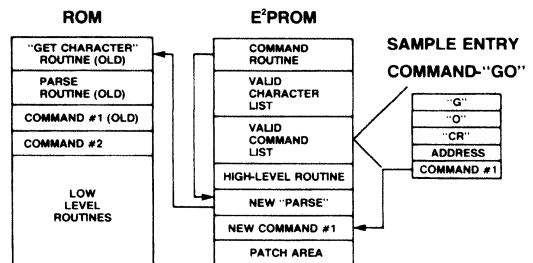 ROM
"GET CHARACTER"
ROUTINE (OLD)
PARSE
ROUTINE (OLD)
COMMAND #1 (OLD)
COMMAND #2
LOW
LEVEL
ROUTINES
E²PROM
COMMAND
ROUTINE
VALID
CHARACTER
LIST
VALID
COMMAND
LIST
HIGH-LEVEL ROUTINE
NEW "PARSE"
NEW COMMAND #1
PATCH AREA
SAMPLE ENTRY
COMMAND-"GO"
"G"
"O"
"CR"
ADDRESS
COMMAND #1